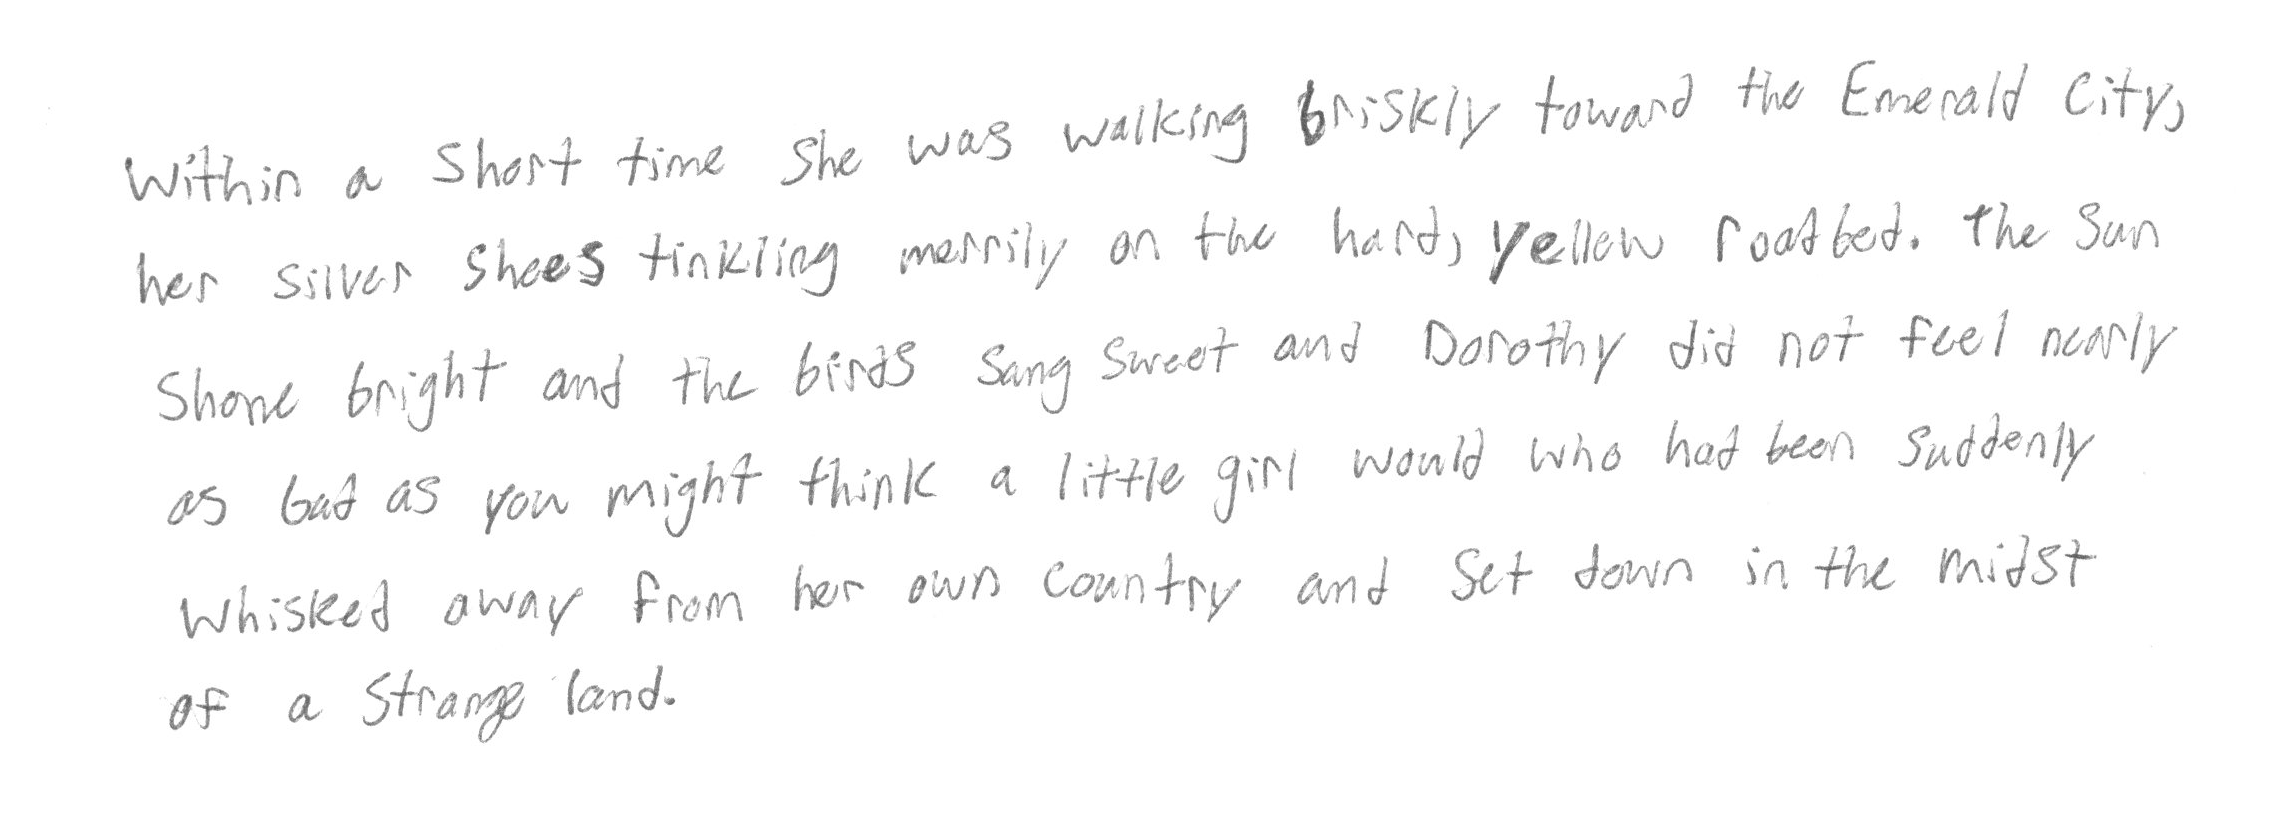 Within a short time she was walking briskly toward the Emerald City,
her silver shoes tinkling merrily on the hard, yellow roadbed. The sun
shone bright and the birds sang sweet and Dorothy did not feel nearly
as bad as you might think a little girl would who had been suddenly
whisked away from her own country and set down in the midst
of a strange land.